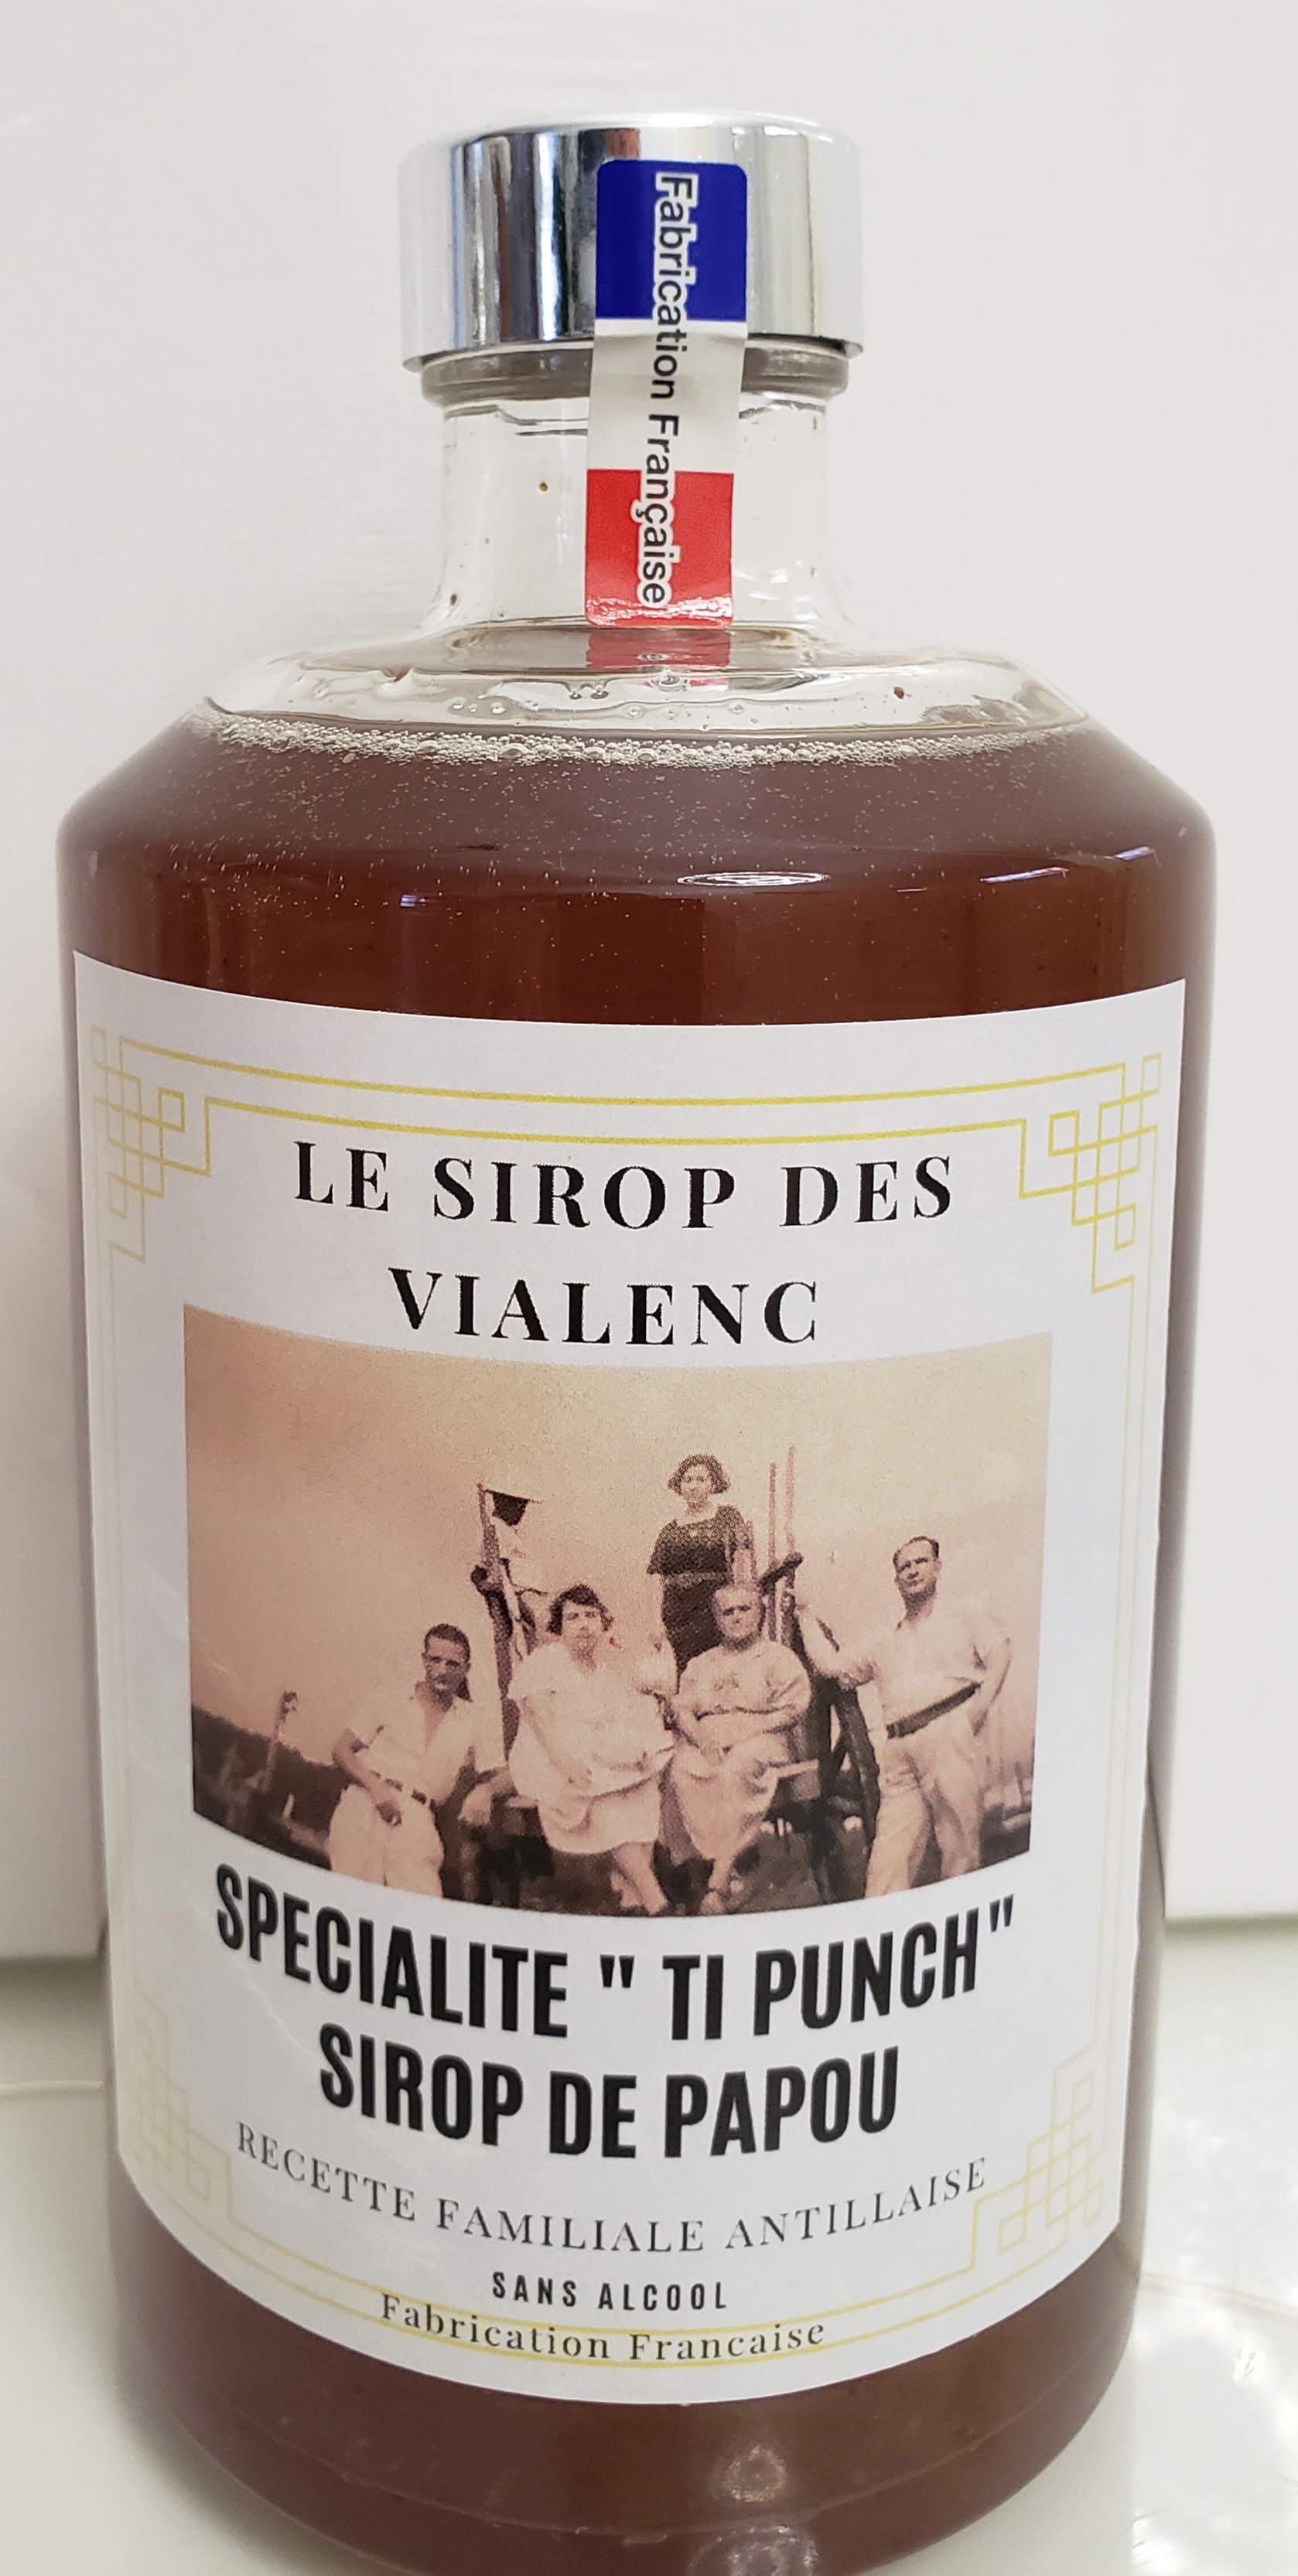 Fabrication Française
LE SIROP DES
VIALENC
SPECIALITE " TI PUNCH"
SIROP DE PAPOU
RECETTE FAMILIALE ANTILLAISE
SANS ALCOOL
Fabrication Francaise